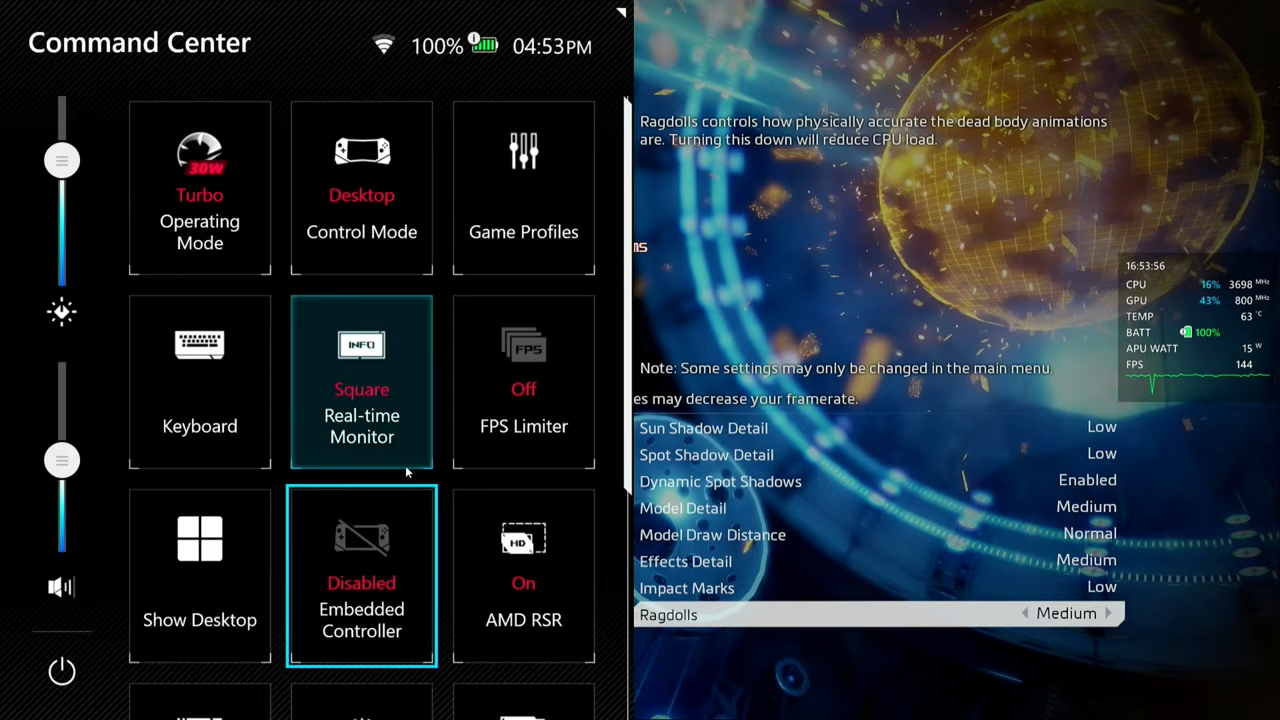 Command Center
100%
04:53PM
30W
Turbo
Operating
Mode
Desktop
Control Mode
Game Profiles
Keyboard
INFO
Square
Real-time
Monitor
FPS
Off
FPS Limiter
Show Desktop
Disabled
Embedded
Controller
HD
On
AMD RSR
Ragdolls controls how physically accurate the dead body animations
are. Turning this down will reduce CPU load.
MS
16:53:56
CPU 16% 3698 MHz
GPU 43% 800 MHz
TEMP 63 °C
BATT 100%
APU WATT 15 W
FPS 144
Note: Some settings may only be changed in the main menu.
es may decrease your framerate.
Sun Shadow Detail Low
Spot Shadow Detail Low
Dynamic Spot Shadows Enabled
Model Detail Medium
Model Draw Distance Normal
Effects Detail Medium
Impact Marks Low
Ragdolls Medium